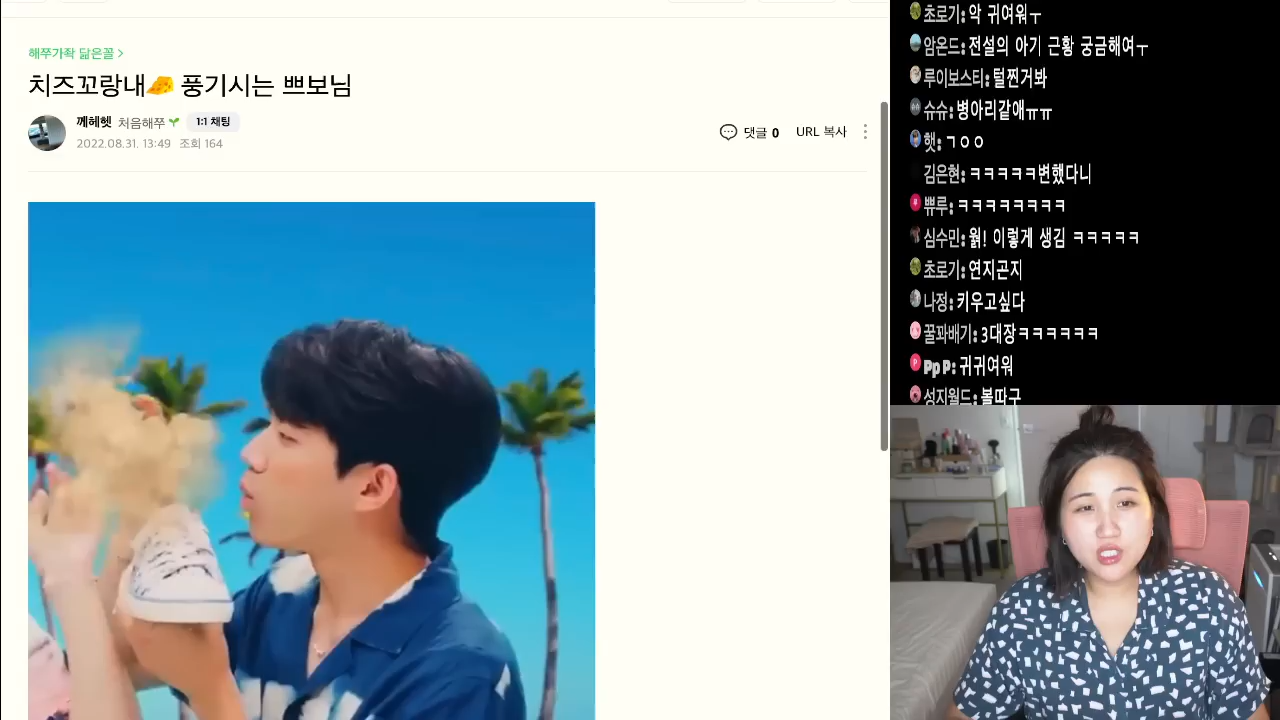 해쭈가좍 닮은꼴 >
치즈꼬랑내🧀 풍기시는 쁘보님
께헤헷 처음해쭈 1:1 채팅
2022.08.31. 13:49 조회 164
댓글 0 URL 복사
초로기: 악 귀여워ㅜ
암온드: 전설의 아기 근황 궁금해여ㅜ
루이보스티: 털찐거봐
슈슈: 병아리같애ㅠㅠ
햇: ㄱㅇㅇ
김은현: ㅋㅋㅋㅋㅋ변했다니
쀼루: ㅋㅋㅋㅋㅋㅋㅋㅋ
심수민: 웕! 이렇게 생김 ㅋㅋㅋㅋㅋ
초로기: 연지곤지
나정: 키우고싶다
꿀꽈배기: 3대장ㅋㅋㅋㅋㅋㅋ
Pp P: 귀귀여워
성지월드: 볼따구